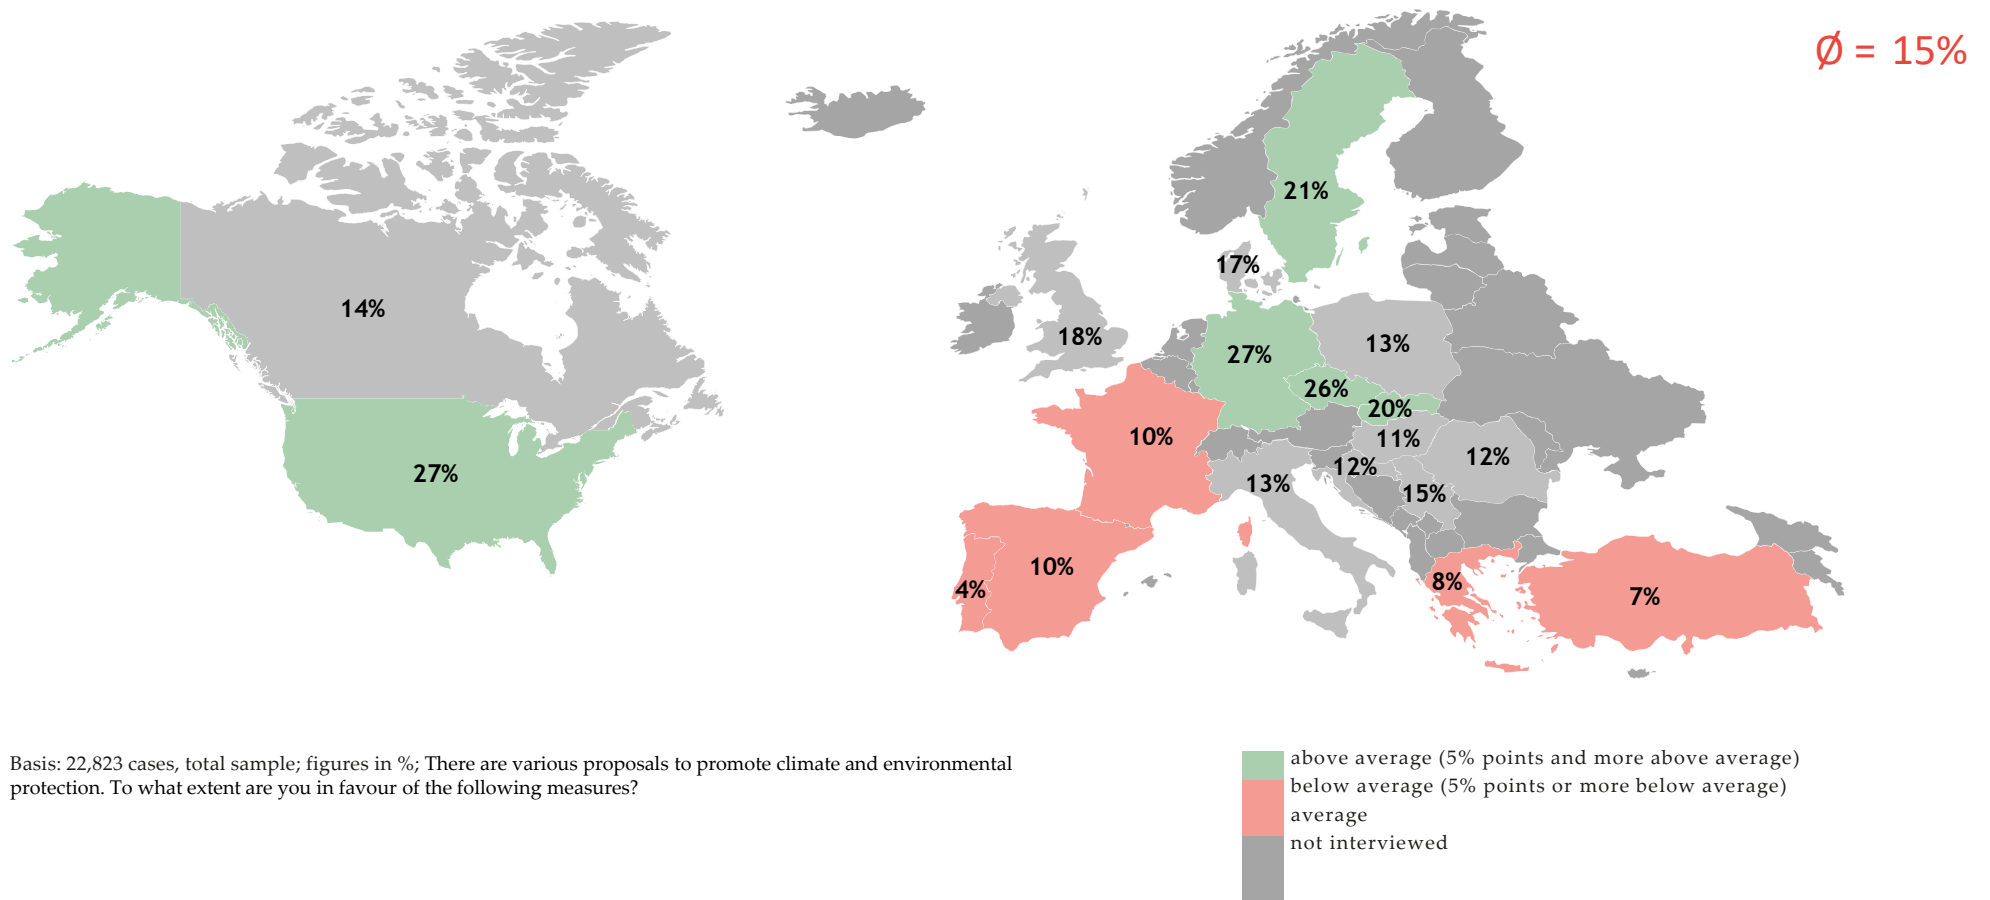 Ø = 15%
21%
17%
14%
18%
13%
27%
26%
20%
10%
11%
12%
12%
27%
13%
15%
10%
8%
4%
7%
Basis: 22,823 cases, total sample; figures in %; There are various proposals to promote climate and environmental
protection. To what extent are you in favour of the following measures?
above average (5% points and more above average)
below average (5% points or more below average)
average
not interviewed